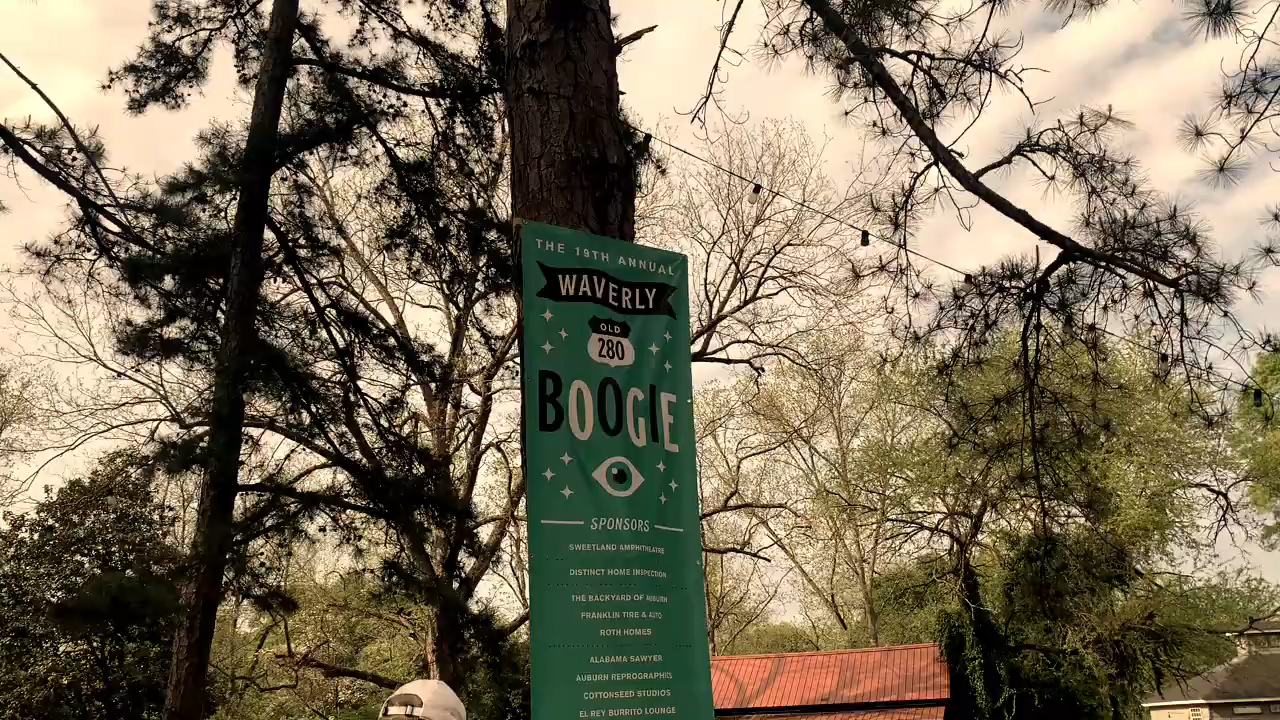 THE 19TH ANNUAL
WAVERLY
OLD
280
BOOGIE
SPONSORS
SWEETLAND AMPHITHEATRE
DISTINCT HOME INSPECTION
THE BACKYARD OF AUBURN
FRANKLIN TIRE & AUTO
ROTH HOMES
ALABAMA SAWYER
AUBURN REPROGRAPHICS
COTTONSEED STUDIOS
EL REY BURRITO LOUNGE